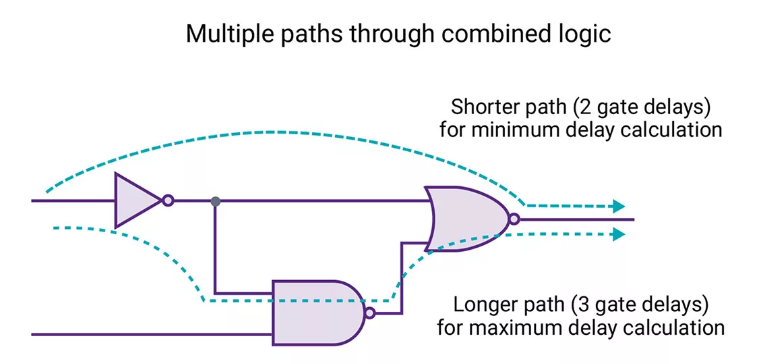 Multiple paths through combined logic
Shorter path (2 gate delays)
for minimum delay calculation
Longer path (3 gate delays)
for maximum delay calculation